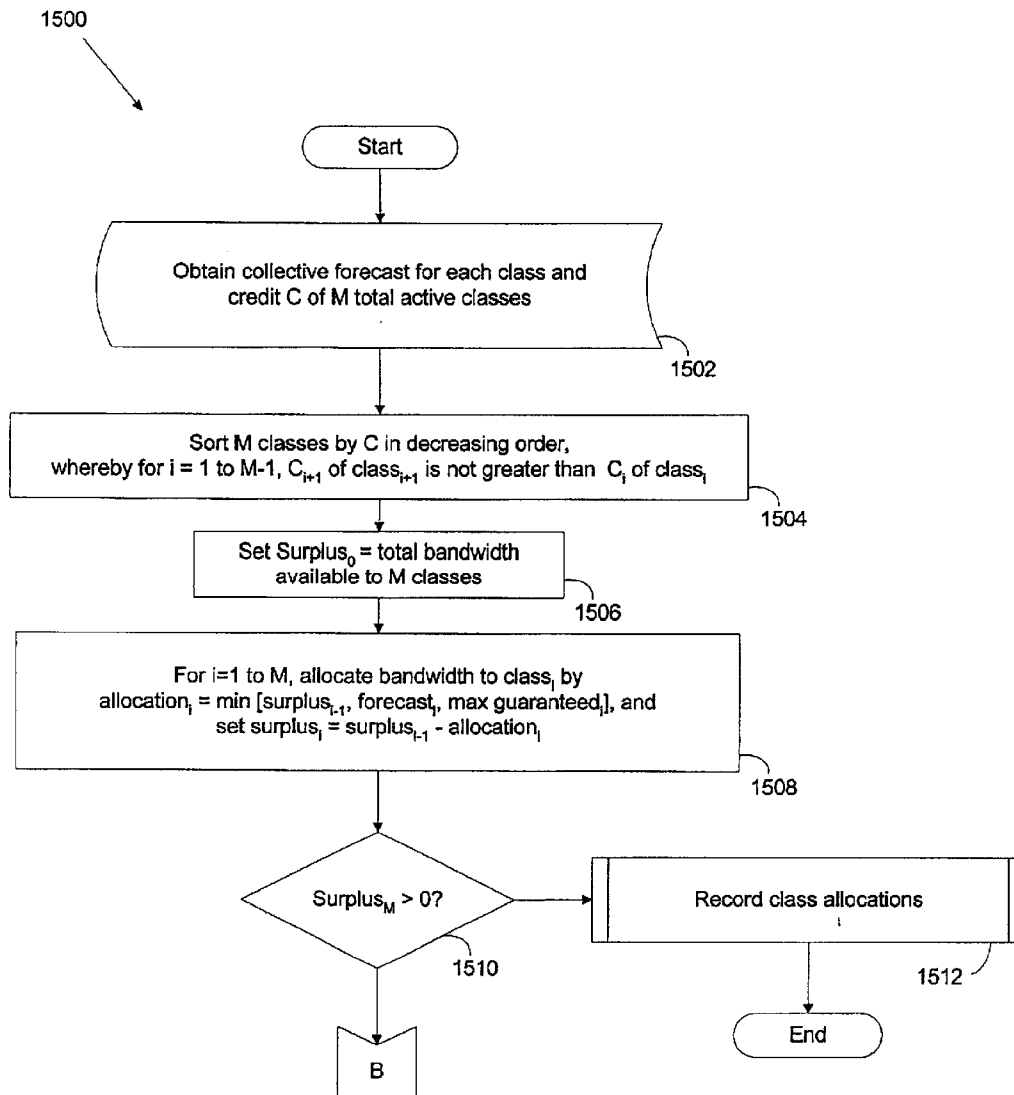 1500
Start
Obtain collective forecast for each class and
credit C of M total active classes
1502
Sort M classes by C in decreasing order,
whereby for i = 1 to M-1, C_{i+1} of class_{i+1} is not greater than C_i of class_i
1504
Set Surplus_0 = total bandwidth
available to M classes
1506
For i=1 to M, allocate bandwidth to class_i by
allocation_i = min [surplus_{i-1}, forecast_i, max guaranteed_i], and
set surplus_i = surplus_{i-1} - allocation_i
1508
Surplus_M > 0?
1510
Record class allocations
1512
End
B